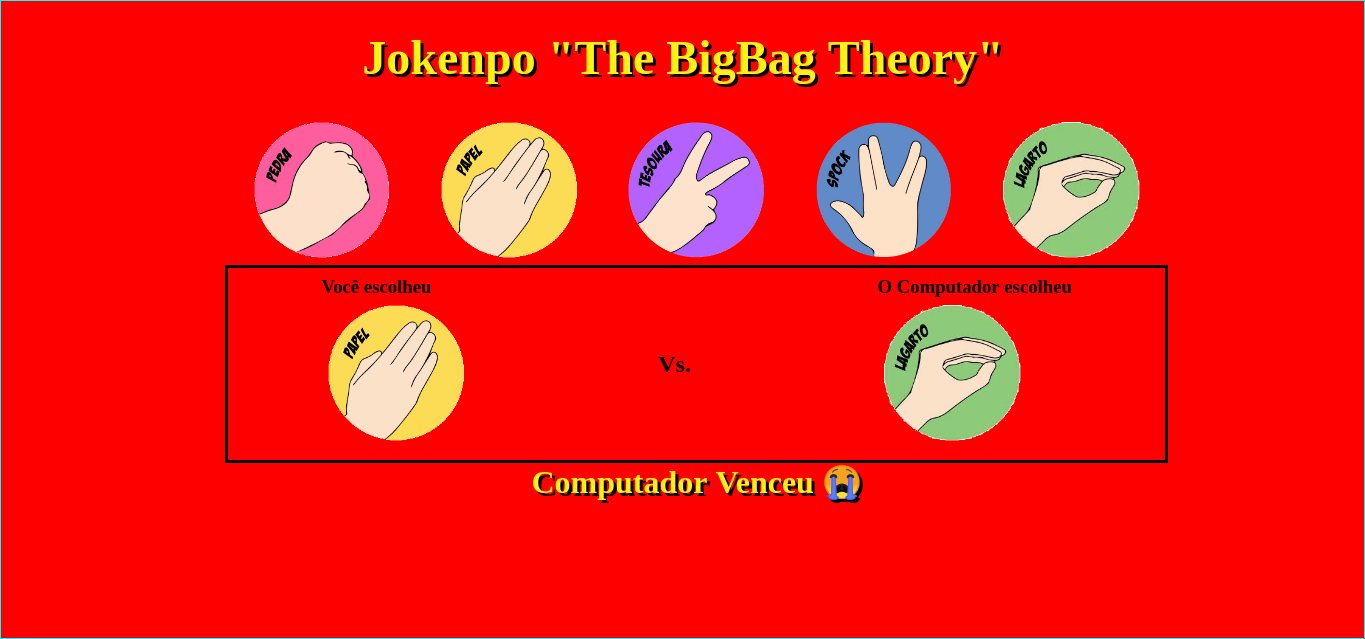 Jokenpo "The BigBag Theory"
PEDRA
PAPEL
TESOURA
SPOCK
LAGARTO
Você escolheu
O Computador escolheu
PAPEL
Vs.
LAGARTO
Computador Venceu 😭